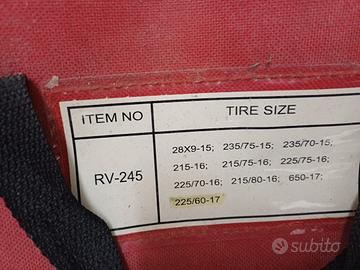 ITEM NO
TIRE SIZE
RV-245
28X9-15; 235/75-15; 235/70-15;
215-16; 215/75-16; 225/75-16;
225/70-16; 215/80-16; 650-17;
225/60-17
subito